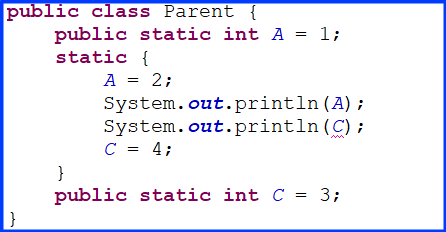 public class Parent {
    public static int A = 1;
    static {
        A = 2;
        System.out.println(A);
        System.out.println(C);
        C = 4;
    }
    public static int C = 3;
}